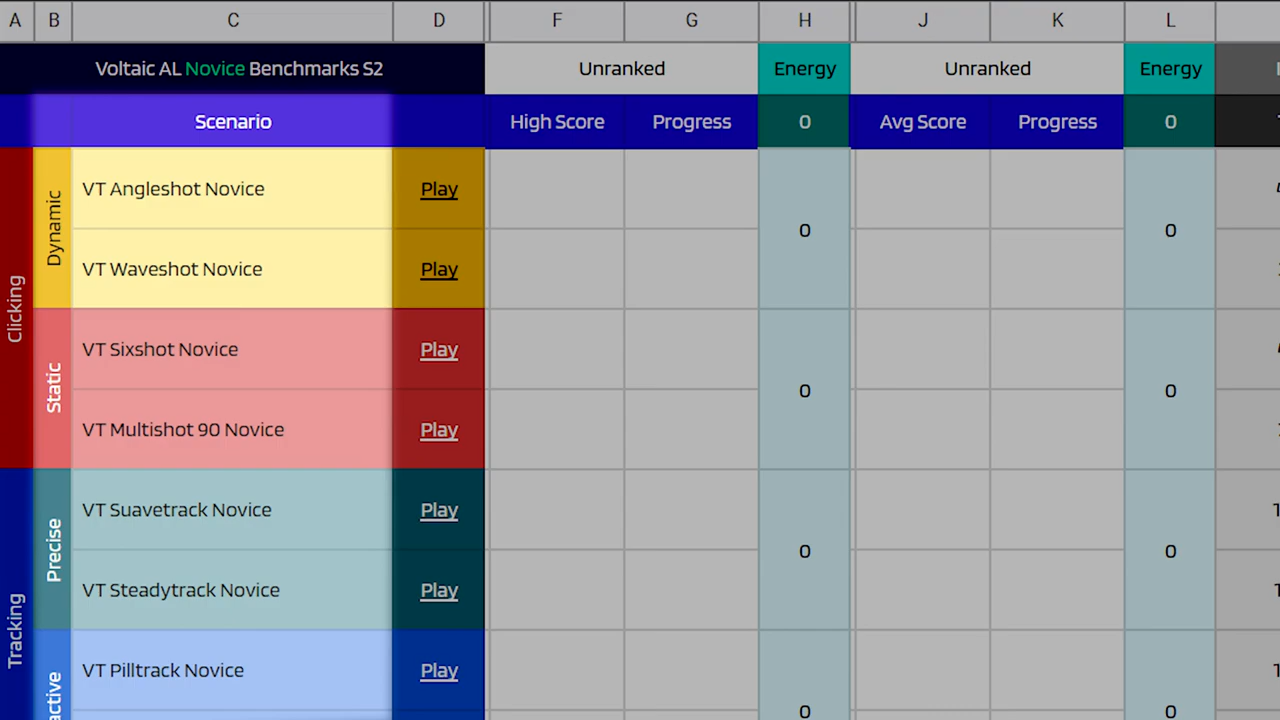 A B C D F G H J K L
Voltaic AL Novice Benchmarks S2 Unranked Energy Unranked Energy
Scenario High Score Progress 0 Avg Score Progress 0
Clicking
Dynamic
VT Angleshot Novice Play
0 0
VT Waveshot Novice Play
Static
VT Sixshot Novice Play
0 0
VT Multishot 90 Novice Play
Tracking
Precise
VT Suavetrack Novice Play
0 0
VT Steadytrack Novice Play
VT Pilltrack Novice Play
0 0